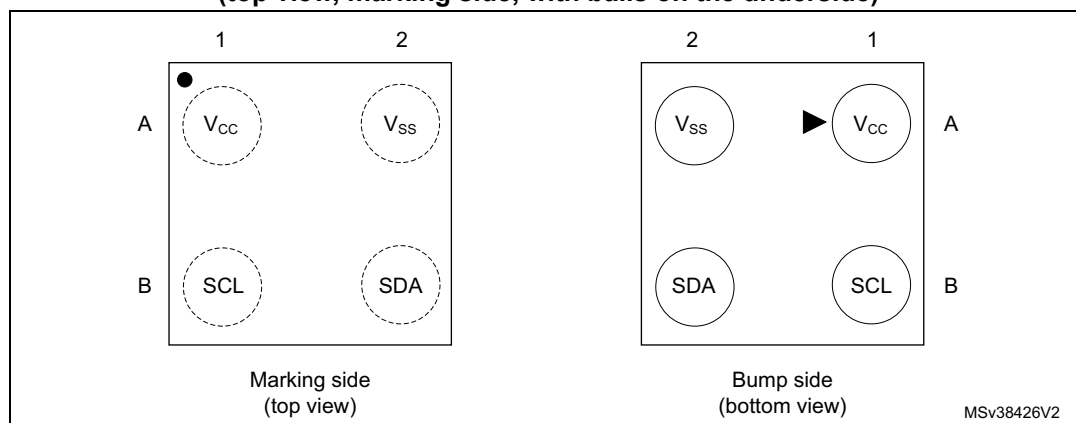 (top view, marking side, with balls on the underside)
1 2 2 1
A VCC VSS VSS VCC A
B SCL SDA SDA SCL B
Marking side Bump side
(top view) (bottom view)
MSv38426V2